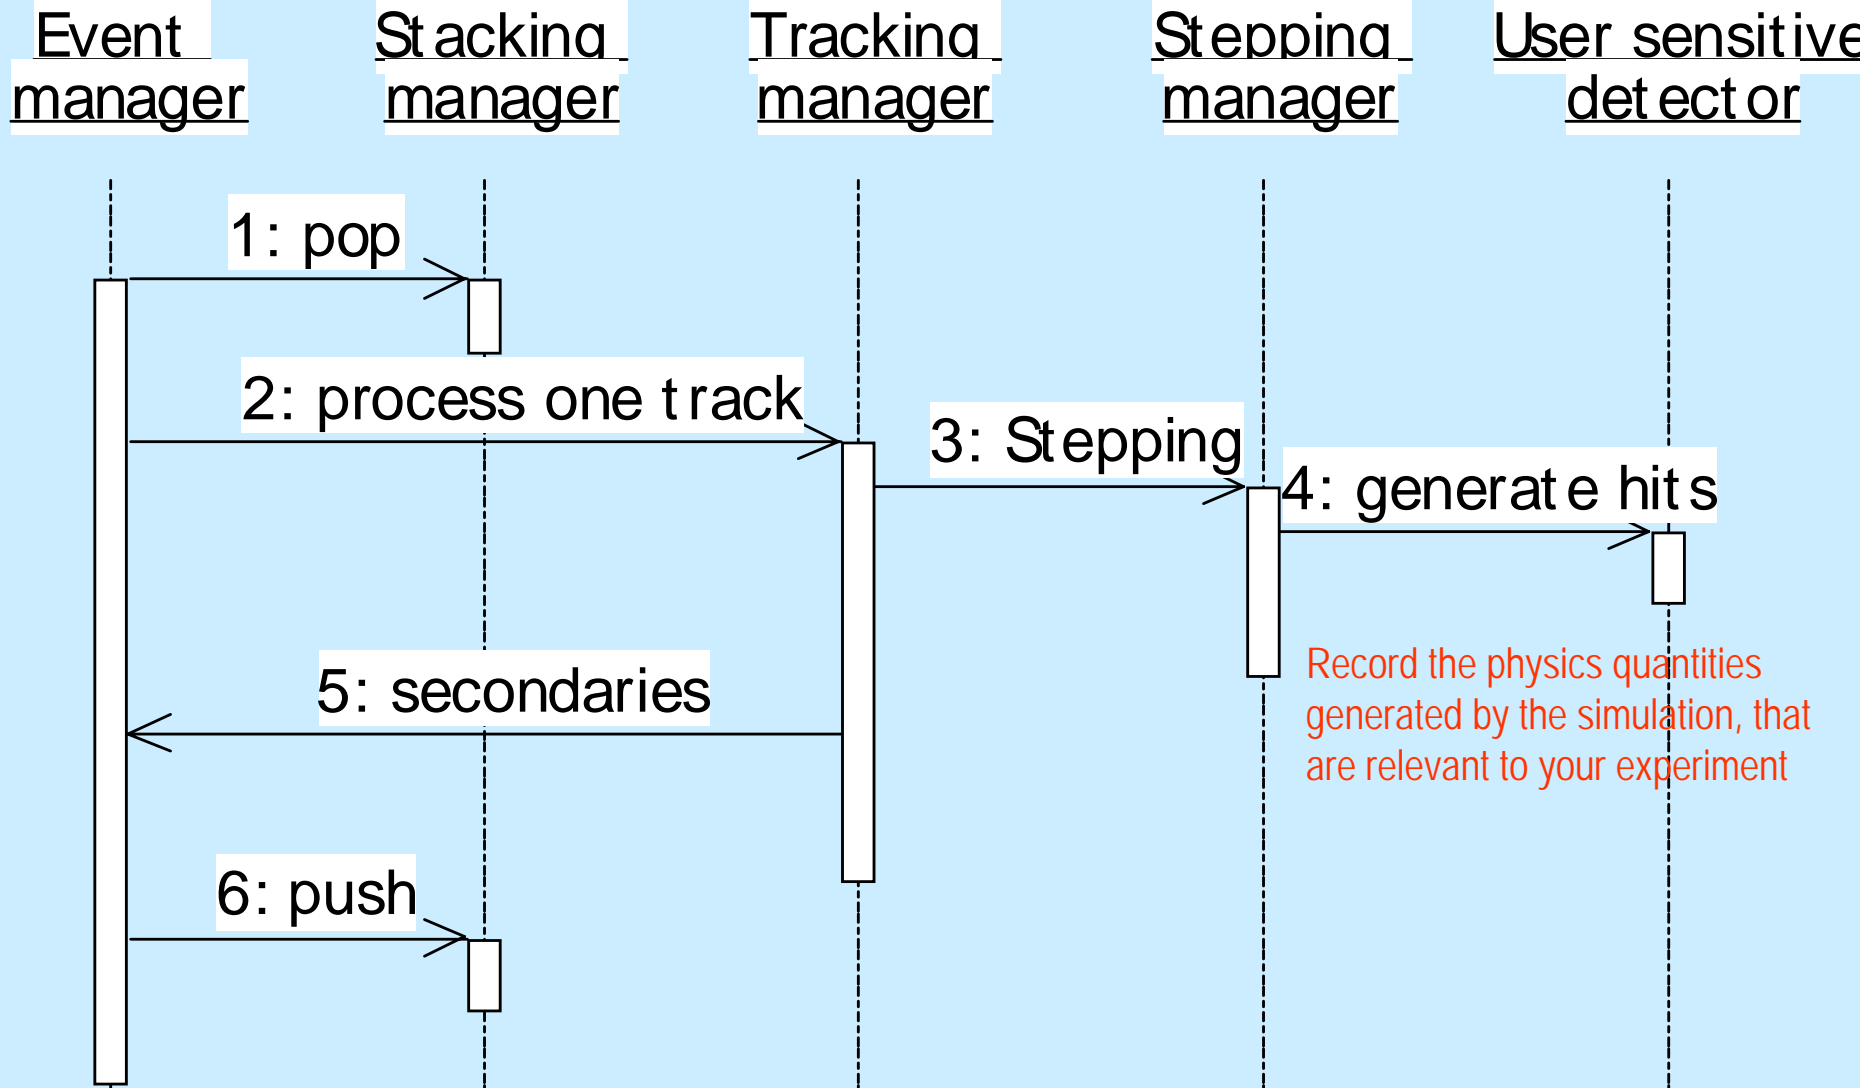 Event
manager
Stacking
manager
Tracking
manager
Stepping
manager
User sensitive
detector
1: pop
2: process one track
3: Stepping
4: generate hits
Record the physics quantities
generated by the simulation, that
are relevant to your experiment
5: secondaries
6: push